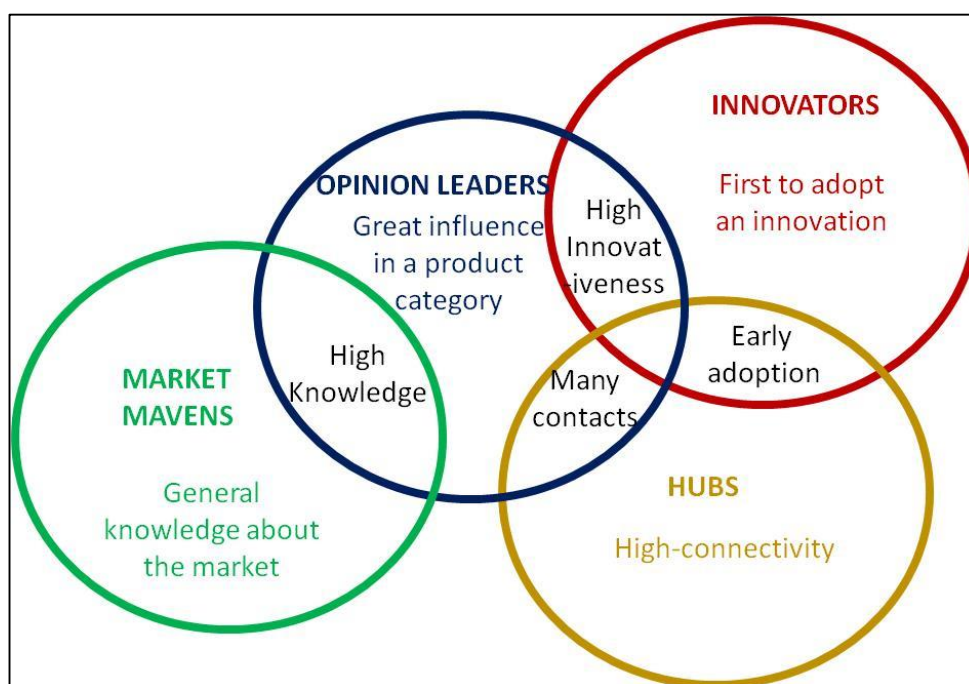 INNOVATORS
First to adopt
an innovation
OPINION LEADERS
Great influence
in a product
category
High
Innovat
-iveness
High
Knowledge
Many
contacts
Early
adoption
MARKET
MAVENS
General
knowledge about
the market
HUBS
High-connectivity